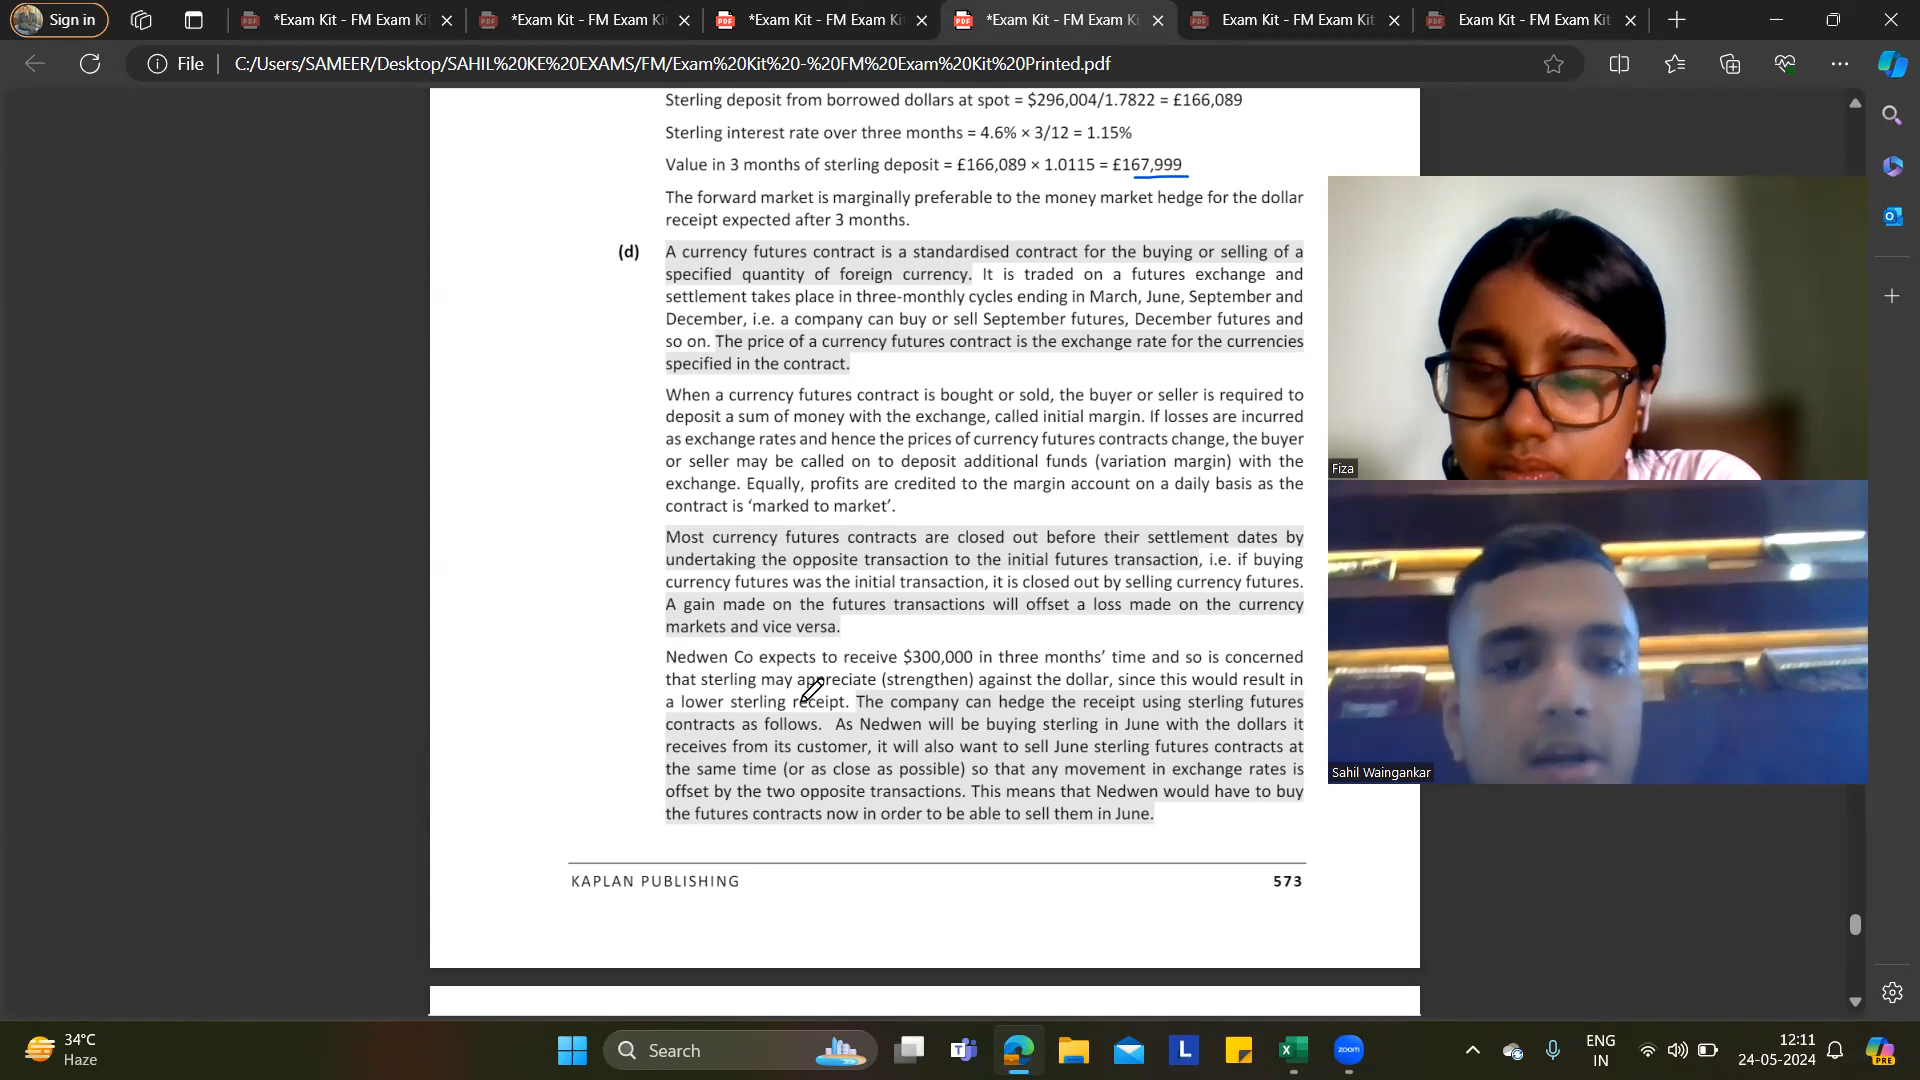 Sign in
*Exam Kit - FM Exam Ki
*Exam Kit - FM Exam Ki
*Exam Kit - FM Exam Ki
*Exam Kit - FM Exam Ki
Exam Kit - FM Exam Kit
Exam Kit - FM Exam Kit
File
C:/Users/SAMEER/Desktop/SAHIL%20KE%20EXAMS/FM/Exam%20Kit%20-%20FM%20Exam%20Kit%20Printed.pdf
Sterling deposit from borrowed dollars at spot = $296,004/1.7822 = £166,089
Sterling interest rate over three months = 4.6% × 3/12 = 1.15%
Value in 3 months of sterling deposit = £166,089 × 1.0115 = £167,999
The forward market is marginally preferable to the money market hedge for the dollar
receipt expected after 3 months.
(d) A currency futures contract is a standardised contract for the buying or selling of a
specified quantity of foreign currency. It is traded on a futures exchange and
settlement takes place in three-monthly cycles ending in March, June, September and
December, i.e. a company can buy or sell September futures, December futures and
so on. The price of a currency futures contract is the exchange rate for the currencies
specified in the contract.
When a currency futures contract is bought or sold, the buyer or seller is required to
deposit a sum of money with the exchange, called initial margin. If losses are incurred
as exchange rates and hence the prices of currency futures contracts change, the buyer
or seller may be called on to deposit additional funds (variation margin) with the
exchange. Equally, profits are credited to the margin account on a daily basis as the
contract is ‘marked to market’.
Most currency futures contracts are closed out before their settlement dates by
undertaking the opposite transaction to the initial futures transaction, i.e. if buying
currency futures was the initial transaction, it is closed out by selling currency futures.
A gain made on the futures transactions will offset a loss made on the currency
markets and vice versa.
Nedwen Co expects to receive $300,000 in three months’ time and so is concerned
that sterling may appreciate (strengthen) against the dollar, since this would result in
a lower sterling receipt. The company can hedge the receipt using sterling futures
contracts as follows. As Nedwen will be buying sterling in June with the dollars it
receives from its customer, it will also want to sell June sterling futures contracts at
the same time (or as close as possible) so that any movement in exchange rates is
offset by the two opposite transactions. This means that Nedwen would have to buy
the futures contracts now in order to be able to sell them in June.
KAPLAN PUBLISHING 573
Fiza
Sahil Waingankar
34°C
Haze
Search
zoom
ENG
IN
12:11
24-05-2024
PRE